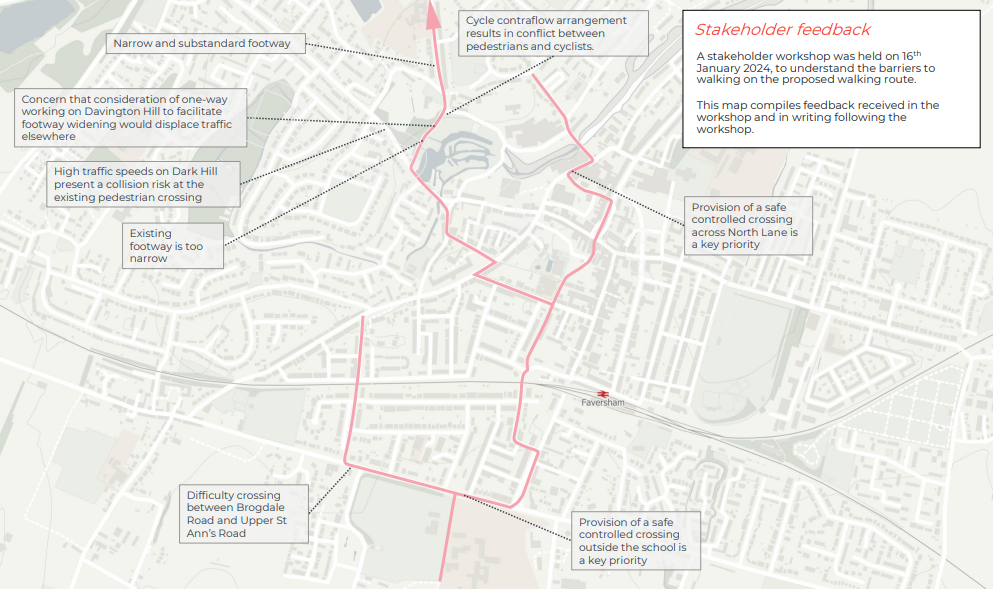 Cycle contraflow arrangement
results in conflict between
pedestrians and cyclists.
Stakeholder feedback
A stakeholder workshop was held on 16th
January 2024, to understand the barriers to
walking on the proposed walking route.
This map compiles feedback received in the
workshop and in writing following the
workshop.
Narrow and substandard footway
Concern that consideration of one-way
working on Davington Hill to facilitate
footway widening would displace traffic
elsewhere
High traffic speeds on Dark Hill
present a collision risk at the
existing pedestrian crossing
Existing
footway is too
narrow
Provision of a safe
controlled crossing
across North Lane is
a key priority
Faversham
Difficulty crossing
between Brogdale
Road and Upper St
Ann's Road
Provision of a safe
controlled crossing
outside the school is
a key priority